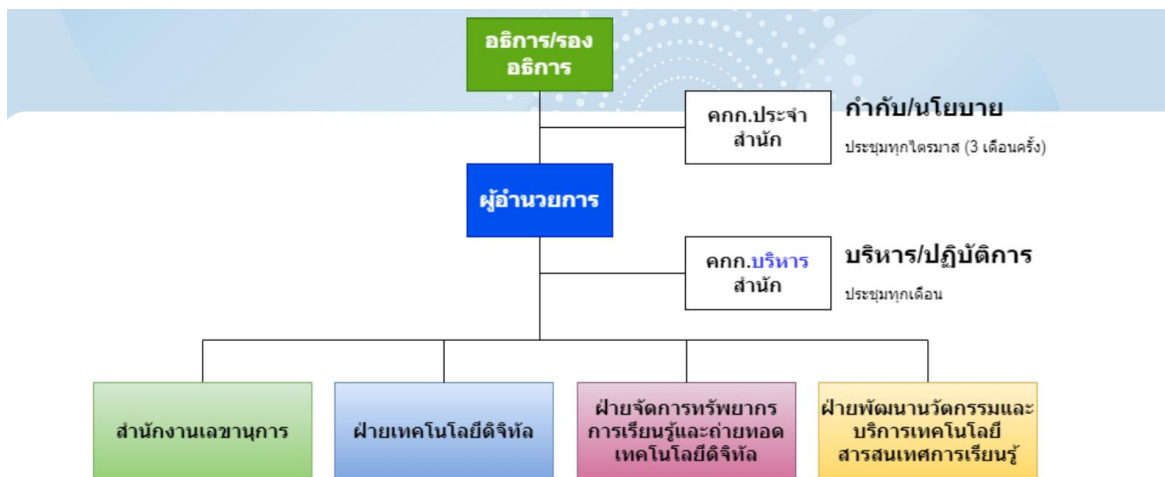 อธิการ/รอง
อธิการ
คกก.ประจำ
สำนัก
กำกับ/นโยบาย
ประชุมทุกไตรมาส (3 เดือนครั้ง)
ผู้อำนวยการ
คกก.บริหาร
สำนัก
บริหาร/ปฏิบัติการ
ประชุมทุกเดือน
สำนักงานเลขานุการ
ฝ่ายเทคโนโลยีดิจิทัล
ฝ่ายจัดการทรัพยากร
การเรียนรู้และถ่ายทอด
เทคโนโลยีดิจิทัล
ฝ่ายพัฒนานวัตกรรมและ
บริการเทคโนโลยี
สารสนเทศการเรียนรู้